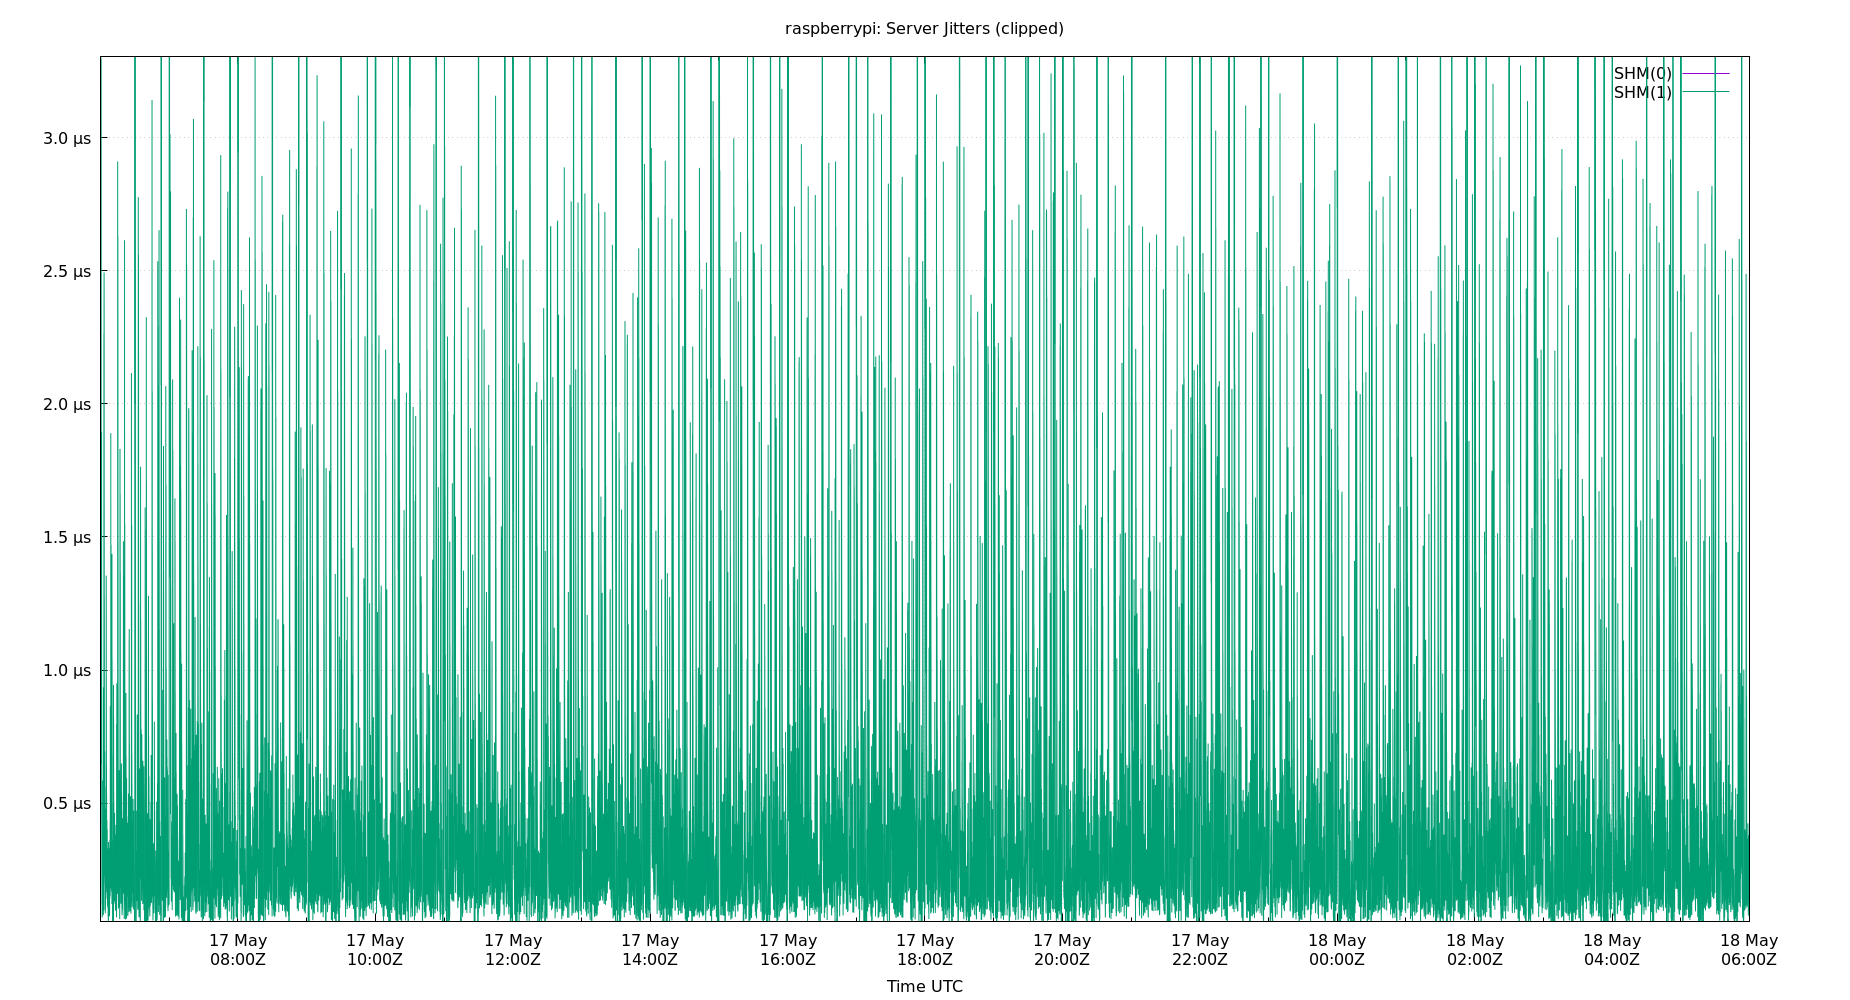 raspberrypi: Server Jitters (clipped)
SHM(0)
SHM(1)
3.0 µs
2.5 µs
2.0 µs
1.5 µs
1.0 µs
0.5 µs
17 May 17 May 17 May 17 May 17 May 17 May 17 May 17 May 18 May 18 May 18 May 18 May
08:00Z 10:00Z 12:00Z 14:00Z 16:00Z 18:00Z 20:00Z 22:00Z 00:00Z 02:00Z 04:00Z 06:00Z
Time UTC